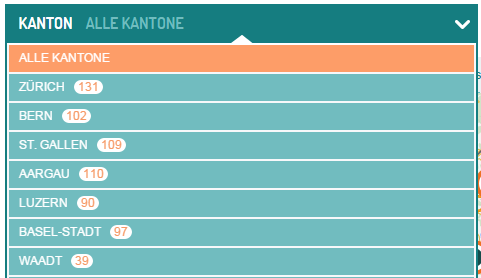 KANTON ALLE KANTONE
ALLE KANTONE
ZÜRICH 131
BERN 102
ST. GALLEN 109
AARGAU 110
LUZERN 90
BASEL-STADT 97
WAADT 39